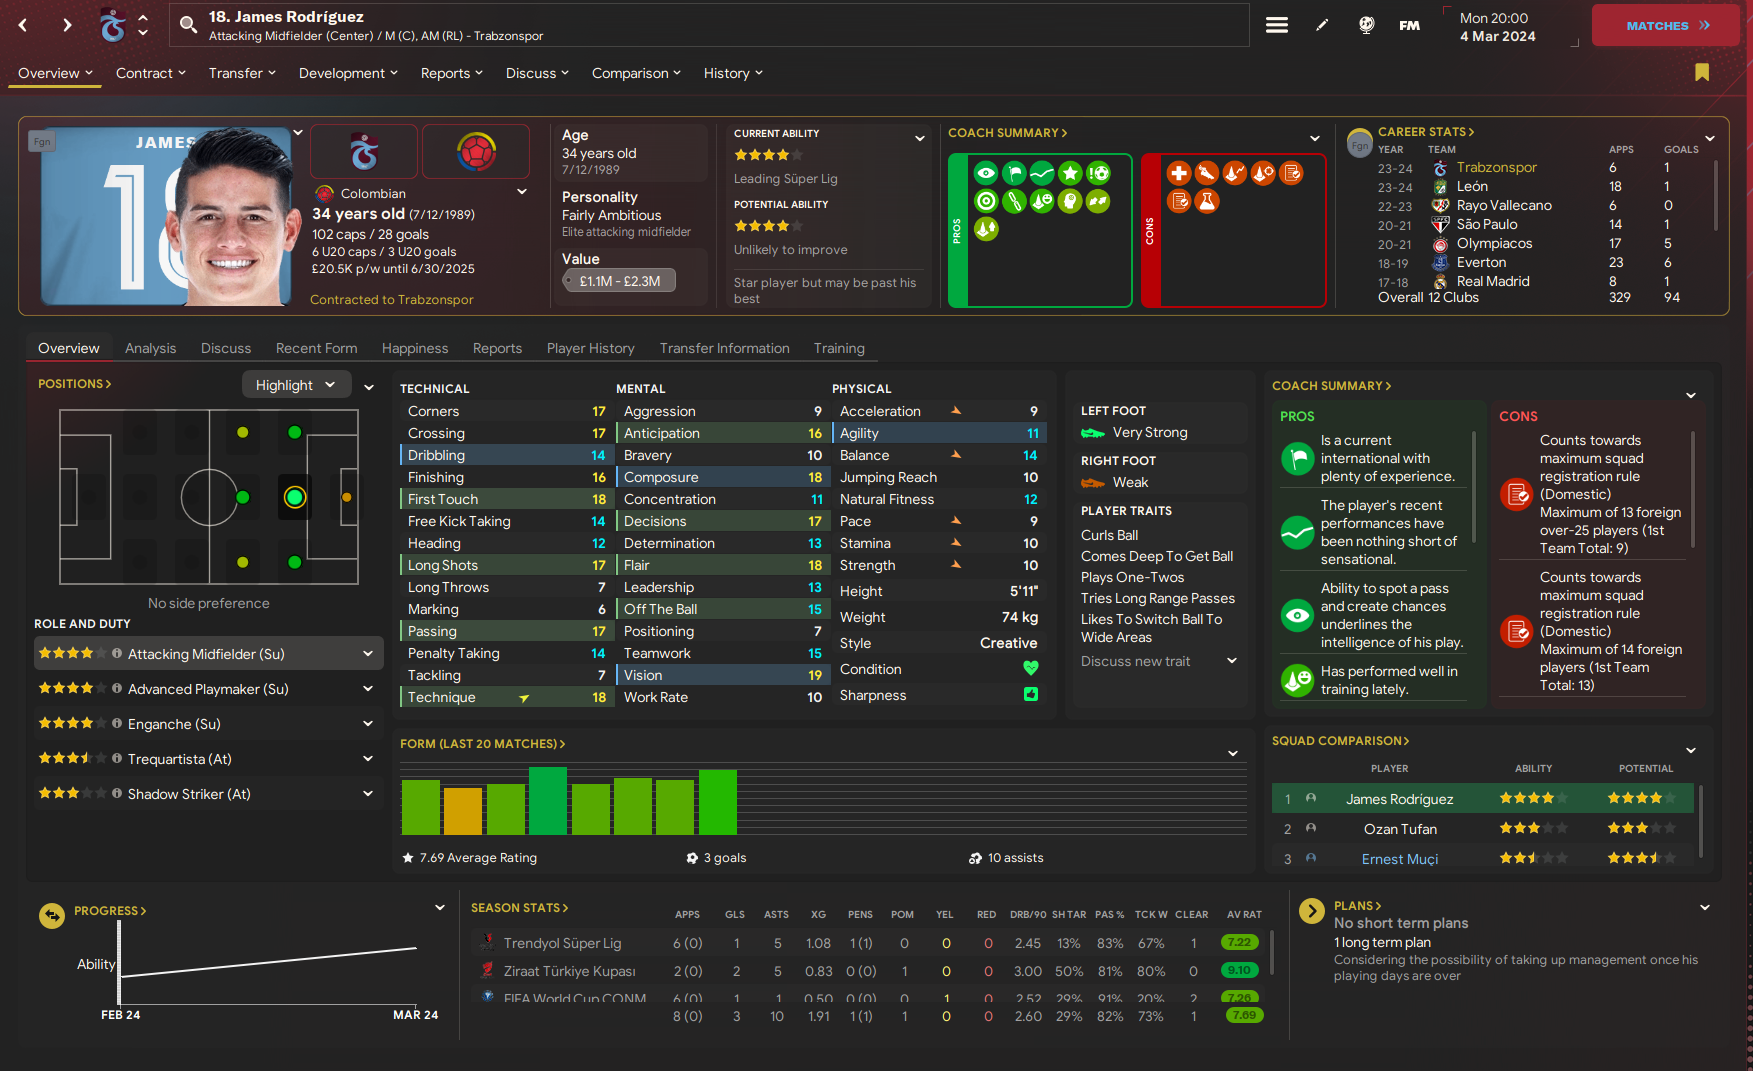 18. James Rodríguez
Attacking Midfielder (Center) / M (C), AM (RL) - Trabzonspor
FM
Mon 20:00
4 Mar 2024
MATCHES
Overview Contract Transfer Development Reports Discuss Comparison History
Fgn
JAMES
Colombian
34 years old (7/12/1989)
102 caps / 28 goals
6 U20 caps / 3 U20 goals
£20.5K p/w until 6/30/2025
Contracted to Trabzonspor
Age
34 years old
7/12/1989
Personality
Fairly Ambitious
Elite attacking midfielder
Value
£1.1M - £2.3M
CURRENT ABILITY
Leading Süper Lig
POTENTIAL ABILITY
Unlikely to improve
Star player but may be past his
best
COACH SUMMARY
PROS
CONS
Fgn
CAREER STATS
YEAR TEAM APPS GOALS
23-24 Trabzonspor 6 1
23-24 León 18 1
22-23 Rayo Vallecano 6 0
20-21 São Paulo 14 1
20-21 Olympiacos 17 5
18-19 Everton 23 6
17-18 Real Madrid 8 1
Overall 12 Clubs 329 94
Overview Analysis Discuss Recent Form Happiness Reports Player History Transfer Information Training
POSITIONS
Highlight
No side preference
ROLE AND DUTY
Attacking Midfielder (Su)
Advanced Playmaker (Su)
Enganche (Su)
Trequartista (At)
Shadow Striker (At)
TECHNICAL
Corners 17
Crossing 17
Dribbling 14
Finishing 16
First Touch 18
Free Kick Taking 14
Heading 12
Long Shots 17
Long Throws 7
Marking 6
Passing 17
Penalty Taking 14
Tackling 7
Technique 18
MENTAL
Aggression 9
Anticipation 16
Bravery 10
Composure 18
Concentration 11
Decisions 17
Determination 13
Flair 18
Leadership 13
Off The Ball 15
Positioning 7
Teamwork 15
Vision 19
Work Rate 10
PHYSICAL
Acceleration 9
Agility 11
Balance 14
Jumping Reach 10
Natural Fitness 12
Pace 9
Stamina 10
Strength 10
Height 5'11"
Weight 74 kg
Style Creative
Condition
Sharpness
LEFT FOOT
Very Strong
RIGHT FOOT
Weak
PLAYER TRAITS
Curls Ball
Comes Deep To Get Ball
Plays One-Twos
Tries Long Range Passes
Likes To Switch Ball To
Wide Areas
Discuss new trait
COACH SUMMARY
PROS
Is a current
international with
plenty of experience.
The player's recent
performances have
been nothing short of
sensational.
Ability to spot a pass
and create chances
underlines the
intelligence of his play.
Has performed well in
training lately.
CONS
Counts towards
maximum squad
registration rule
(Domestic)
Maximum of 13 foreign
over-25 players (1st
Team Total: 9)
Counts towards
maximum squad
registration rule
(Domestic)
Maximum of 14 foreign
players (1st Team
Total: 13)
FORM (LAST 20 MATCHES)
7.69 Average Rating 3 goals 10 assists
SQUAD COMPARISON
PLAYER ABILITY POTENTIAL
1 James Rodríguez
2 Ozan Tufan
3 Ernest Muçi
PROGRESS
Ability
FEB 24 MAR 24
SEASON STATS
APPS GLS ASTS XG PENS POM YEL RED DRB/90 SH TAR PAS % TCK W CLEAR AV RAT
Trendyol Süper Lig 6 (0) 1 5 1.08 1 (1) 0 0 0 2.45 13% 83% 67% 1 7.22
Ziraat Türkiye Kupası 2 (0) 2 5 0.83 0 (0) 1 0 0 3.00 50% 81% 80% 0 9.10
FIFA World Cup CONM 6 (0) 1 1 0.50 0 (0) 0 1 0 2.52 29% 91% 20% 2 7.26
8 (0) 3 10 1.91 1 (1) 1 0 0 2.60 29% 82% 73% 1 7.69
PLANS
No short term plans
1 long term plan
Considering the possibility of taking up management once his
playing days are over